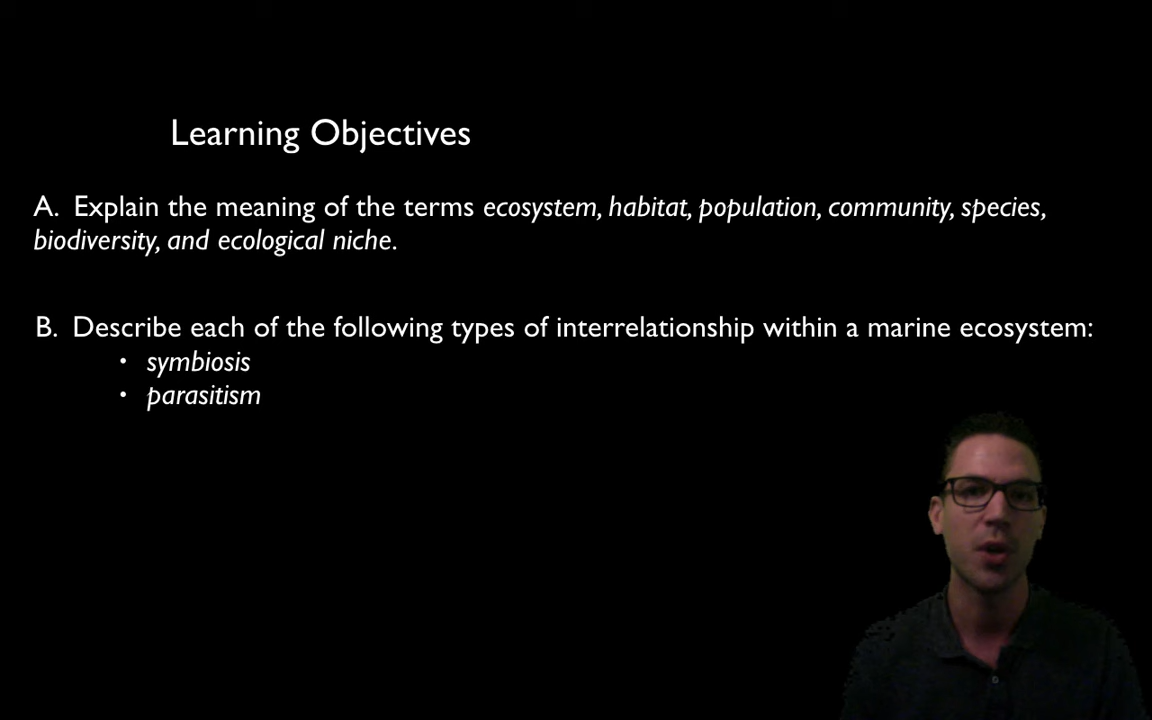 Learning Objectives
A. Explain the meaning of the terms ecosystem, habitat, population, community, species,
biodiversity, and ecological niche.
B. Describe each of the following types of interrelationship within a marine ecosystem:
• symbiosis
• parasitism